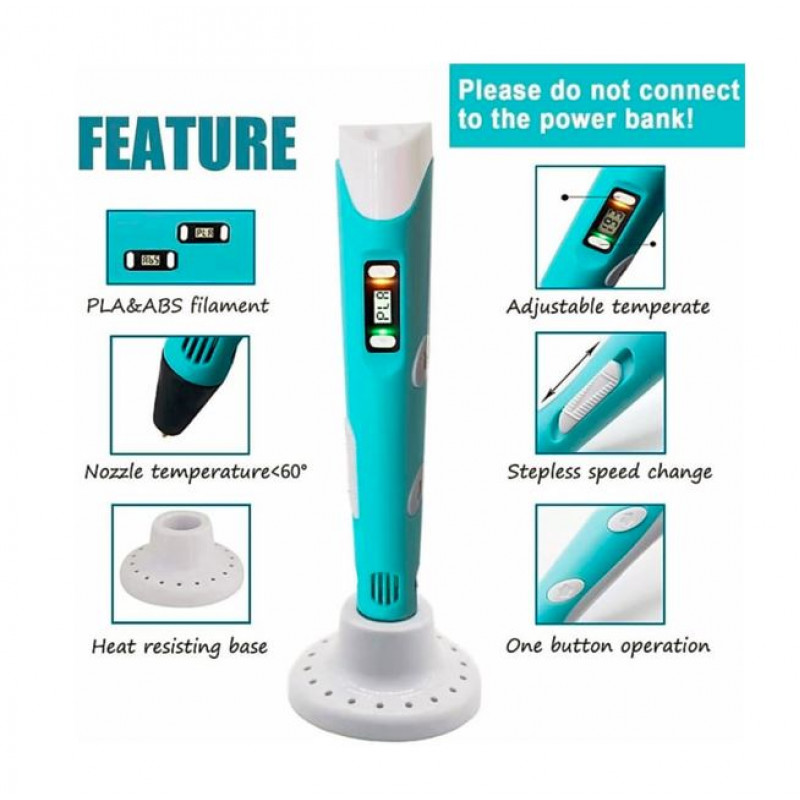 FEATURE
Please do not connect
to the power bank!
PLA
ABS
PLA&ABS filament
Nozzle temperature<60°
Heat resisting base
PLA
195
Adjustable temperate
Stepless speed change
One button operation